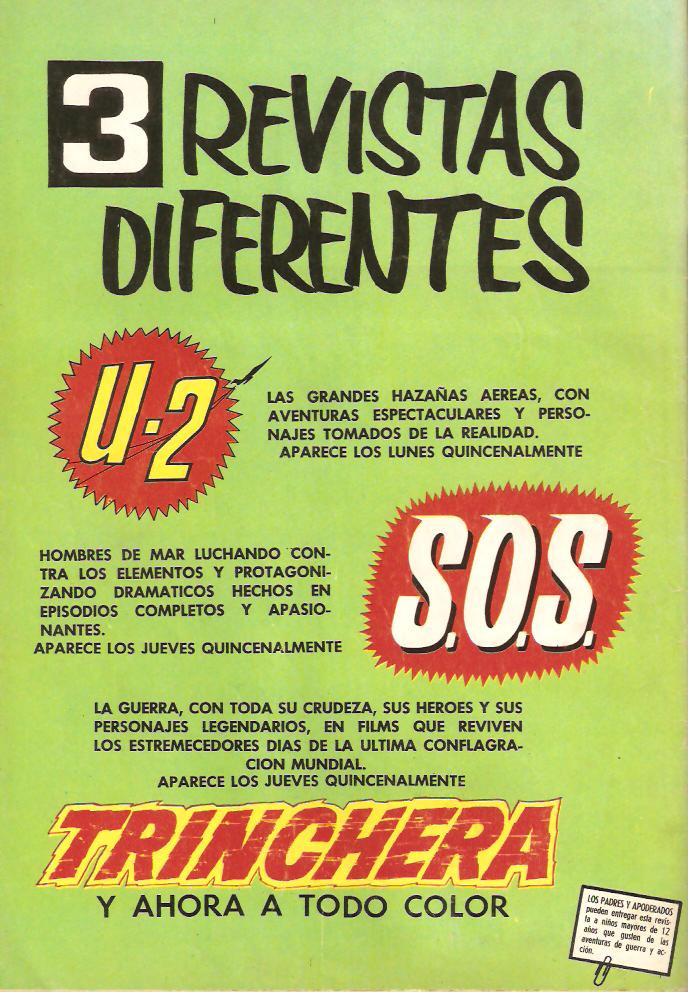 3 REVISTAS
DIFERENTES
U-2
LAS GRANDES HAZAÑAS AEREAS, CON
AVENTURAS ESPECTACULARES Y PERSO-
NAJES TOMADOS DE LA REALIDAD.
APARECE LOS LUNES QUINCENALMENTE
S.O.S.
HOMBRES DE MAR LUCHANDO CON-
TRA LOS ELEMENTOS Y PROTAGONI-
ZANDO DRAMATICOS HECHOS EN
EPISODIOS COMPLETOS Y APASIO-
NANTES.
APARECE LOS JUEVES QUINCENALMENTE
LA GUERRA, CON TODA SU CRUDEZA, SUS HEROES Y SUS
PERSONAJES LEGENDARIOS, EN FILMS QUE REVIVEN
LOS ESTREMECEDORES DIAS DE LA ULTIMA CONFLAGRA-
CION MUNDIAL.
APARECE LOS JUEVES QUINCENALMENTE
TRINCHERA
Y AHORA A TODO COLOR
LOS PADRES Y APODERADOS
pueden entregar esta revis-
ta a niños mayores de 12
años que gusten de las
aventuras de guerra y ac-
ción.